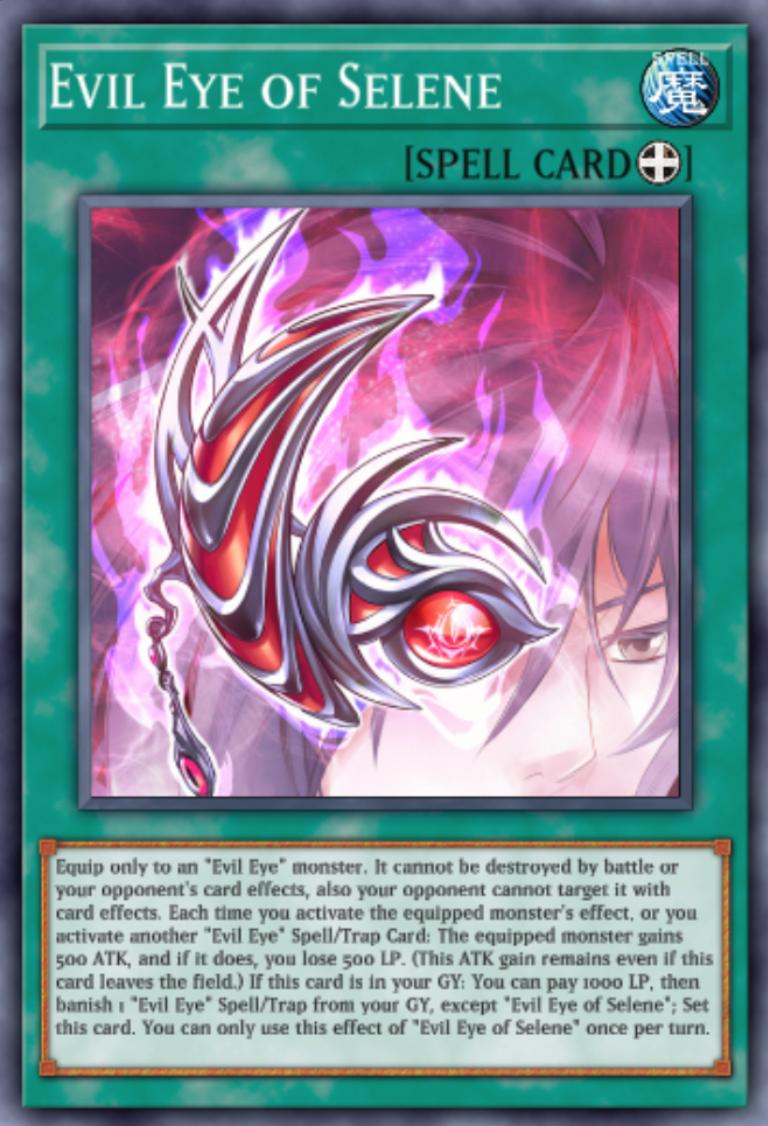 Evil Eye of Selene
SPELL
魔
[SPELL CARD]
Equip only to an "Evil Eye" monster. It cannot be destroyed by battle or
your opponent's card effects, also your opponent cannot target it with
card effects. Each time you activate the equipped monster's effect, or you
activate another "Evil Eye" Spell/Trap Card: The equipped monster gains
500 ATK, and if it does, you lose 500 LP. (This ATK gain remains even if this
card leaves the field.) If this card is in your GY: You can pay 1000 LP, then
banish 1 "Evil Eye" Spell/Trap from your GY, except "Evil Eye of Selene"; Set
this card. You can only use this effect of "Evil Eye of Selene" once per turn.